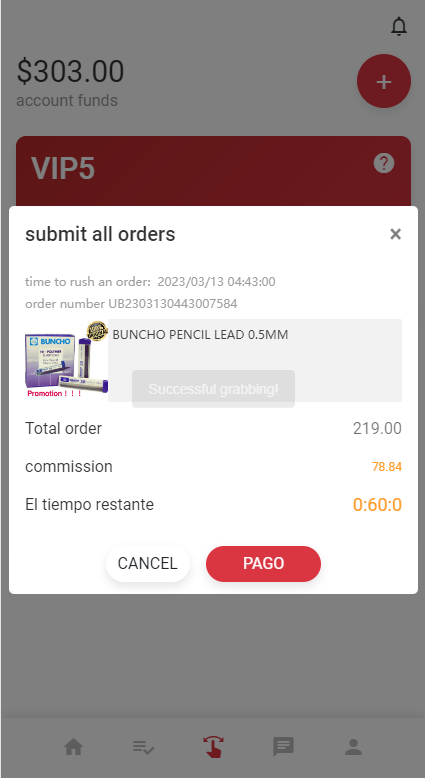 $303.00
account funds
+
VIP5
?
submit all orders ×
time to rush an order: 2023/03/13 04:43:00
order number UB2303130443007584
BUNCHO
BUNCHO PENCIL LEAD 0.5MM
Promotion！！！
Successful grabbing!
Total order 219.00
commission 78.84
El tiempo restante 0:60:0
CANCEL PAGO